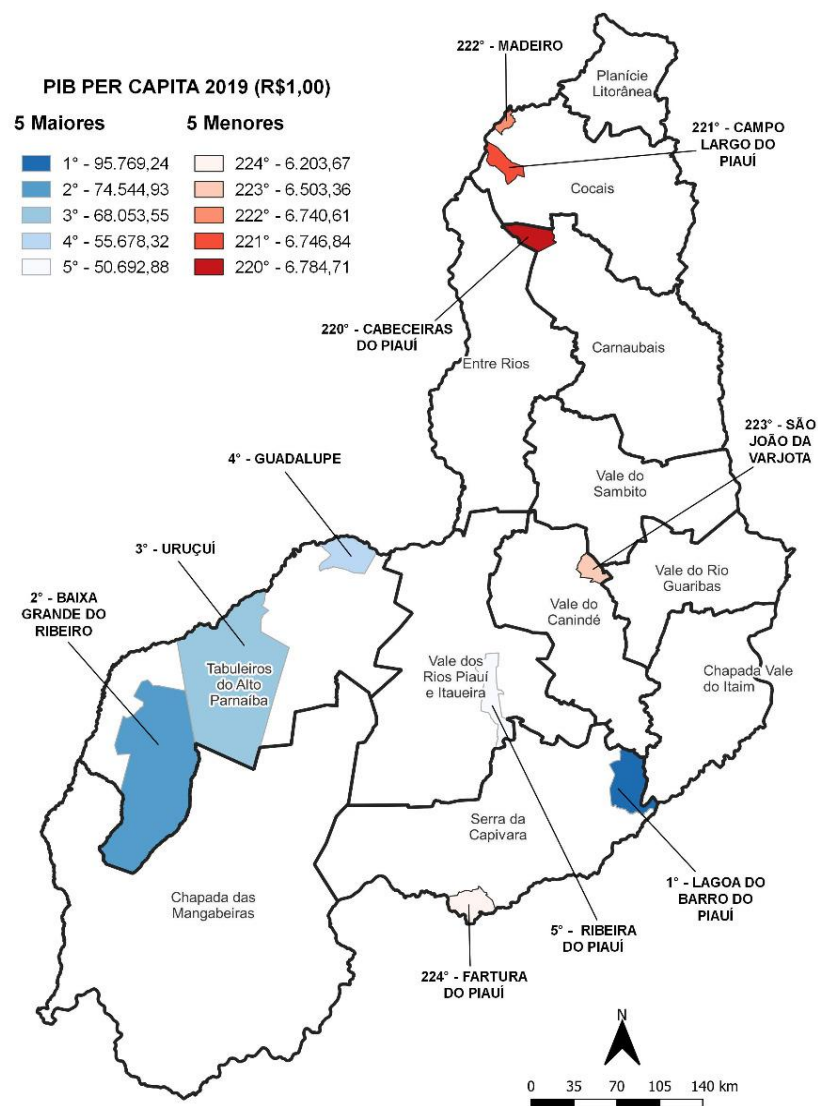 PIB PER CAPITA 2019 (R$1,00)
5 Maiores
1° - 95.769,24
2° - 74.544,93
3° - 68.053,55
4° - 55.678,32
5° - 50.692,88
5 Menores
224° - 6.203,67
223° - 6.503,36
222° - 6.740,61
221° - 6.746,84
220° - 6.784,71
222° - MADEIRO
Planície
Litorânea
221° - CAMPO
LARGO DO
PIAUÍ
Cocais
220° - CABECEIRAS
DO PIAUÍ
Entre Rios
Carnaubais
223° - SÃO
JOÃO DA
VARJOTA
4° - GUADALUPE
Vale do
Sambito
3° - URUÇUÍ
2° - BAIXA
GRANDE DO
RIBEIRO
Vale do Rio
Guaribas
Vale do
Canindé
Tabuleiros
do Alto
Parnaíba
Vale dos
Rios Piauí
e Itaueira
Chapada Vale
do Itaim
Serra da
Capivara
Chapada das
Mangabeiras
1° - LAGOA DO
BARRO DO
PIAUÍ
5° - RIBEIRA
DO PIAUÍ
224° - FARTURA
DO PIAUÍ
N
0 35 70 105 140 km